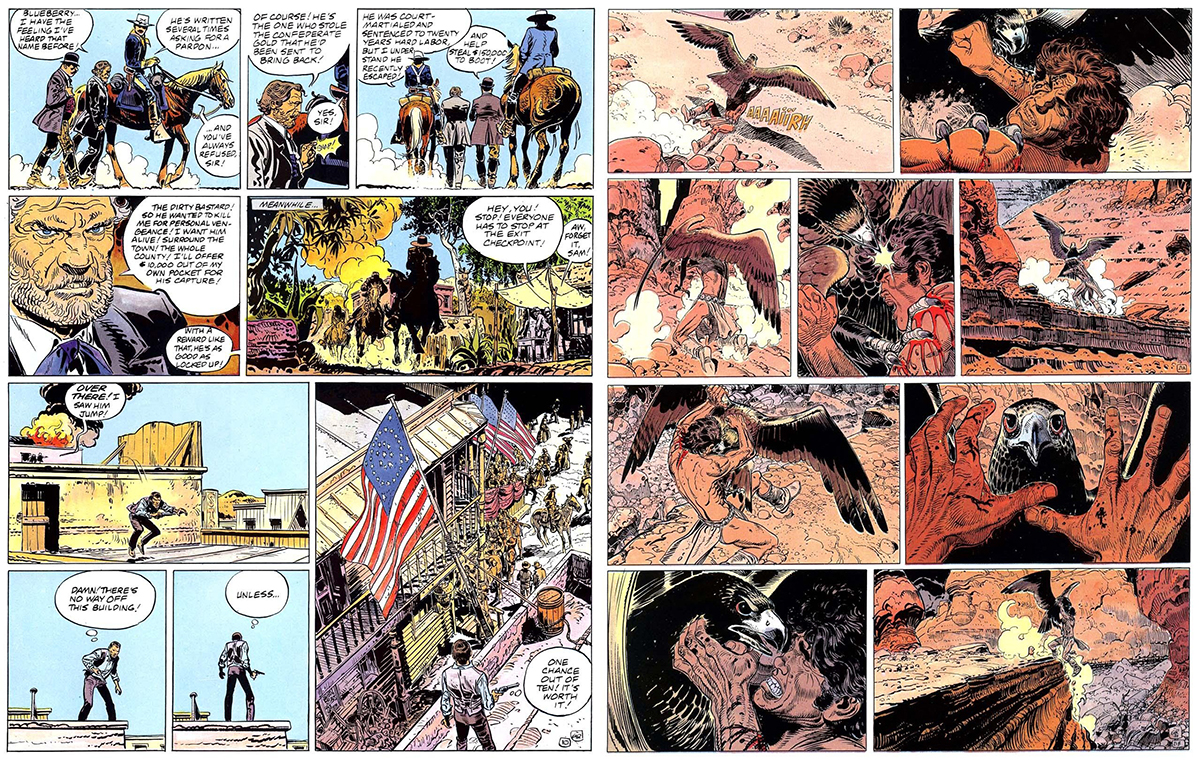 BLUEBERRY...
I HAVE THE
FEELING I'VE
HEARD THAT
NAME BEFORE!
HE'S WRITTEN
SEVERAL TIMES
ASKING FOR A
PARDON...
...AND
YOU'VE
ALWAYS
REFUSED,
SIR!
OF COURSE! HE'S
THE ONE WHO STOLE
THE CONFEDERATE
GOLD THAT HE'D
BEEN SENT TO
BRING BACK!
YES,
SIR!
HE WAS COURT-
MARTIALED AND
SENTENCED TO TWENTY
YEARS HARD LABOR,
BUT I UNDER-
STAND HE
RECENTLY
ESCAPED!
AND
HELP
STEAL $150,000
TO BOOT!
THE DIRTY BASTARD!
SO HE WANTED TO KILL
ME FOR PERSONAL VEN-
GEANCE! I WANT HIM
ALIVE! SURROUND THE
TOWN! THE WHOLE
COUNTY! I'LL OFFER
$10,000 OUT OF MY
OWN POCKET FOR
HIS CAPTURE!
WITH A
REWARD LIKE
THAT, HE'S AS
GOOD AS
LOCKED UP!
MEANWHILE...
HEY, YOU!
STOP! EVERYONE
HAS TO STOP AT
THE EXIT
CHECKPOINT!
AW,
FORGET
IT,
SAM!
OVER
THERE! I
SAW HIM
JUMP!
DAMN! THERE'S
NO WAY OFF
THIS BUILDING!
UNLESS...
ONE
CHANCE
OUT OF
TEN! IT'S
WORTH
IT!
AAAAÏÏRH